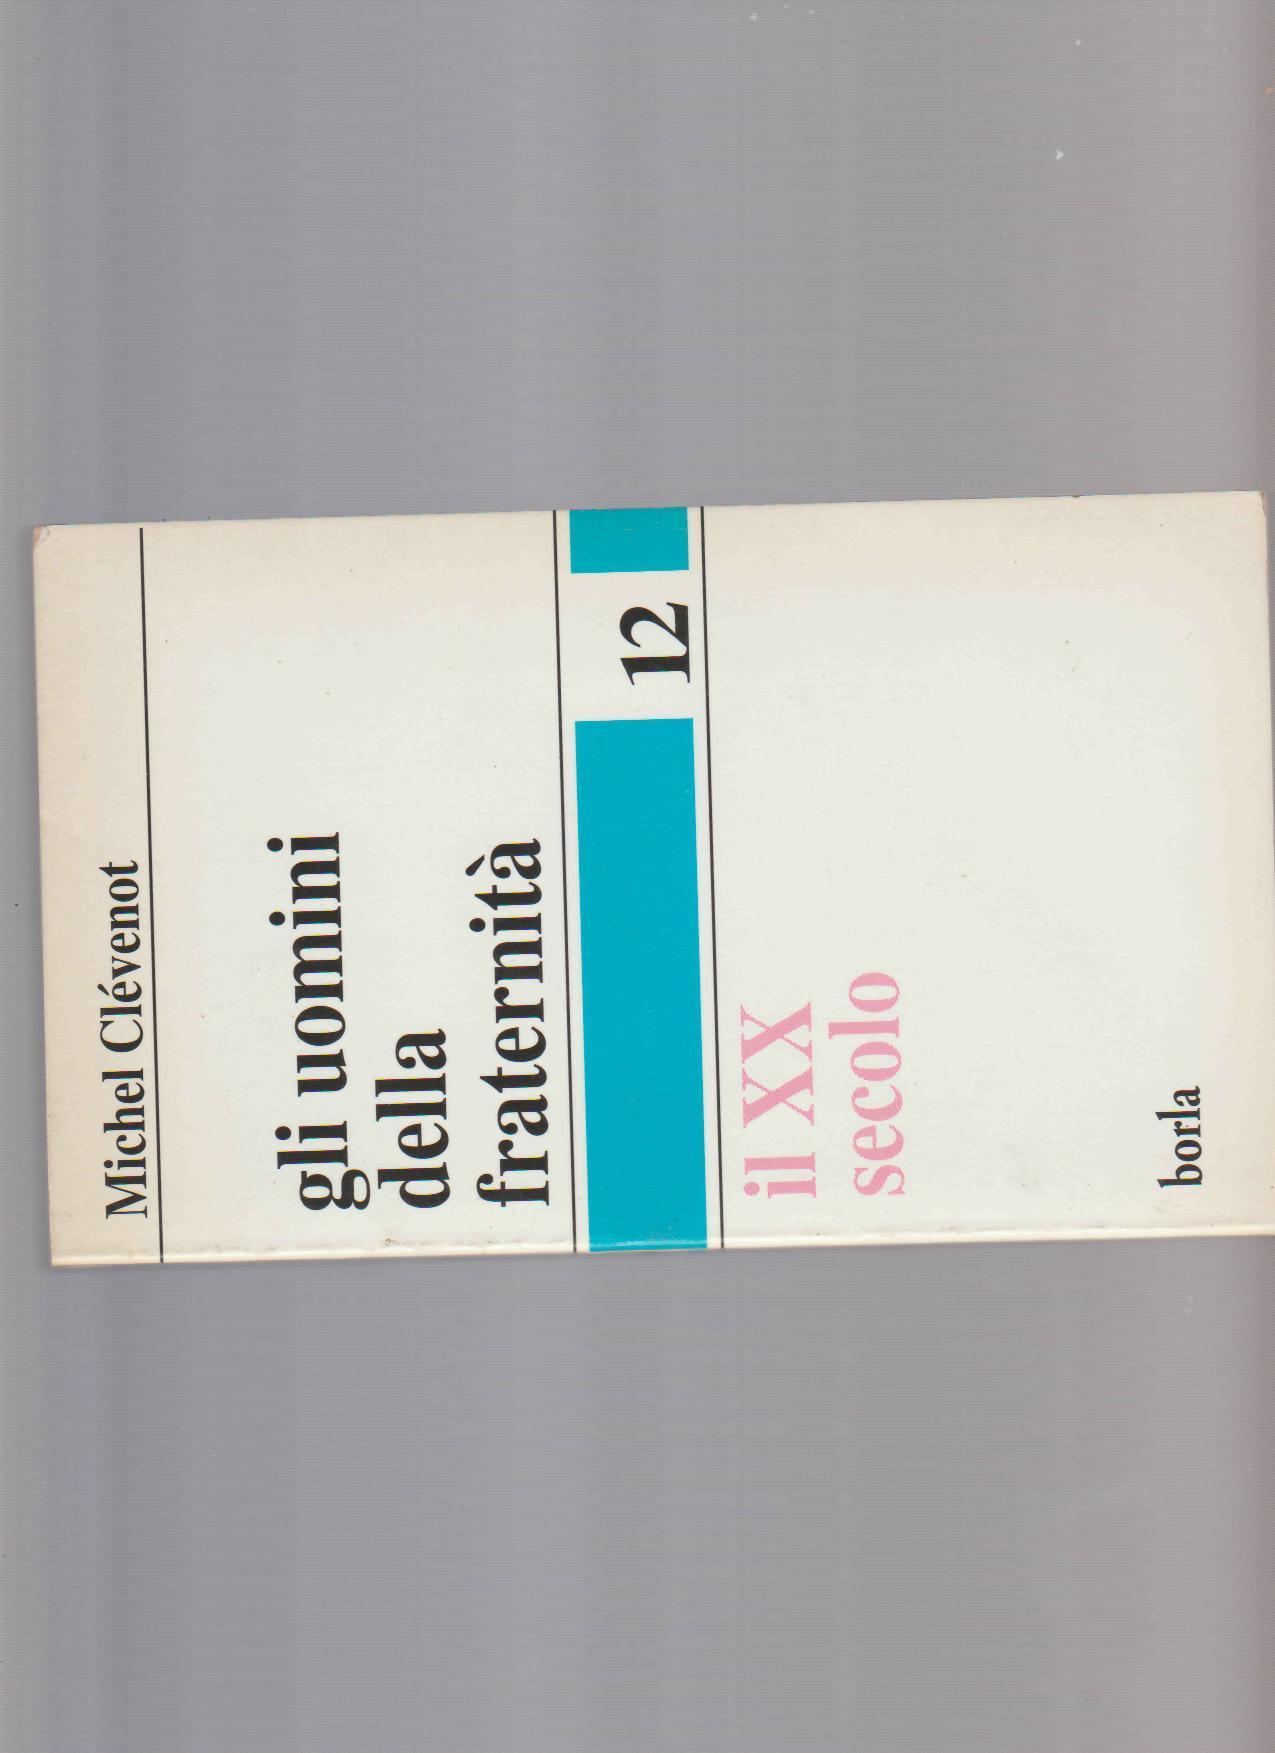 Michel Clévenot
gli uomini
della
fraternità
12
il XX
secolo
borla